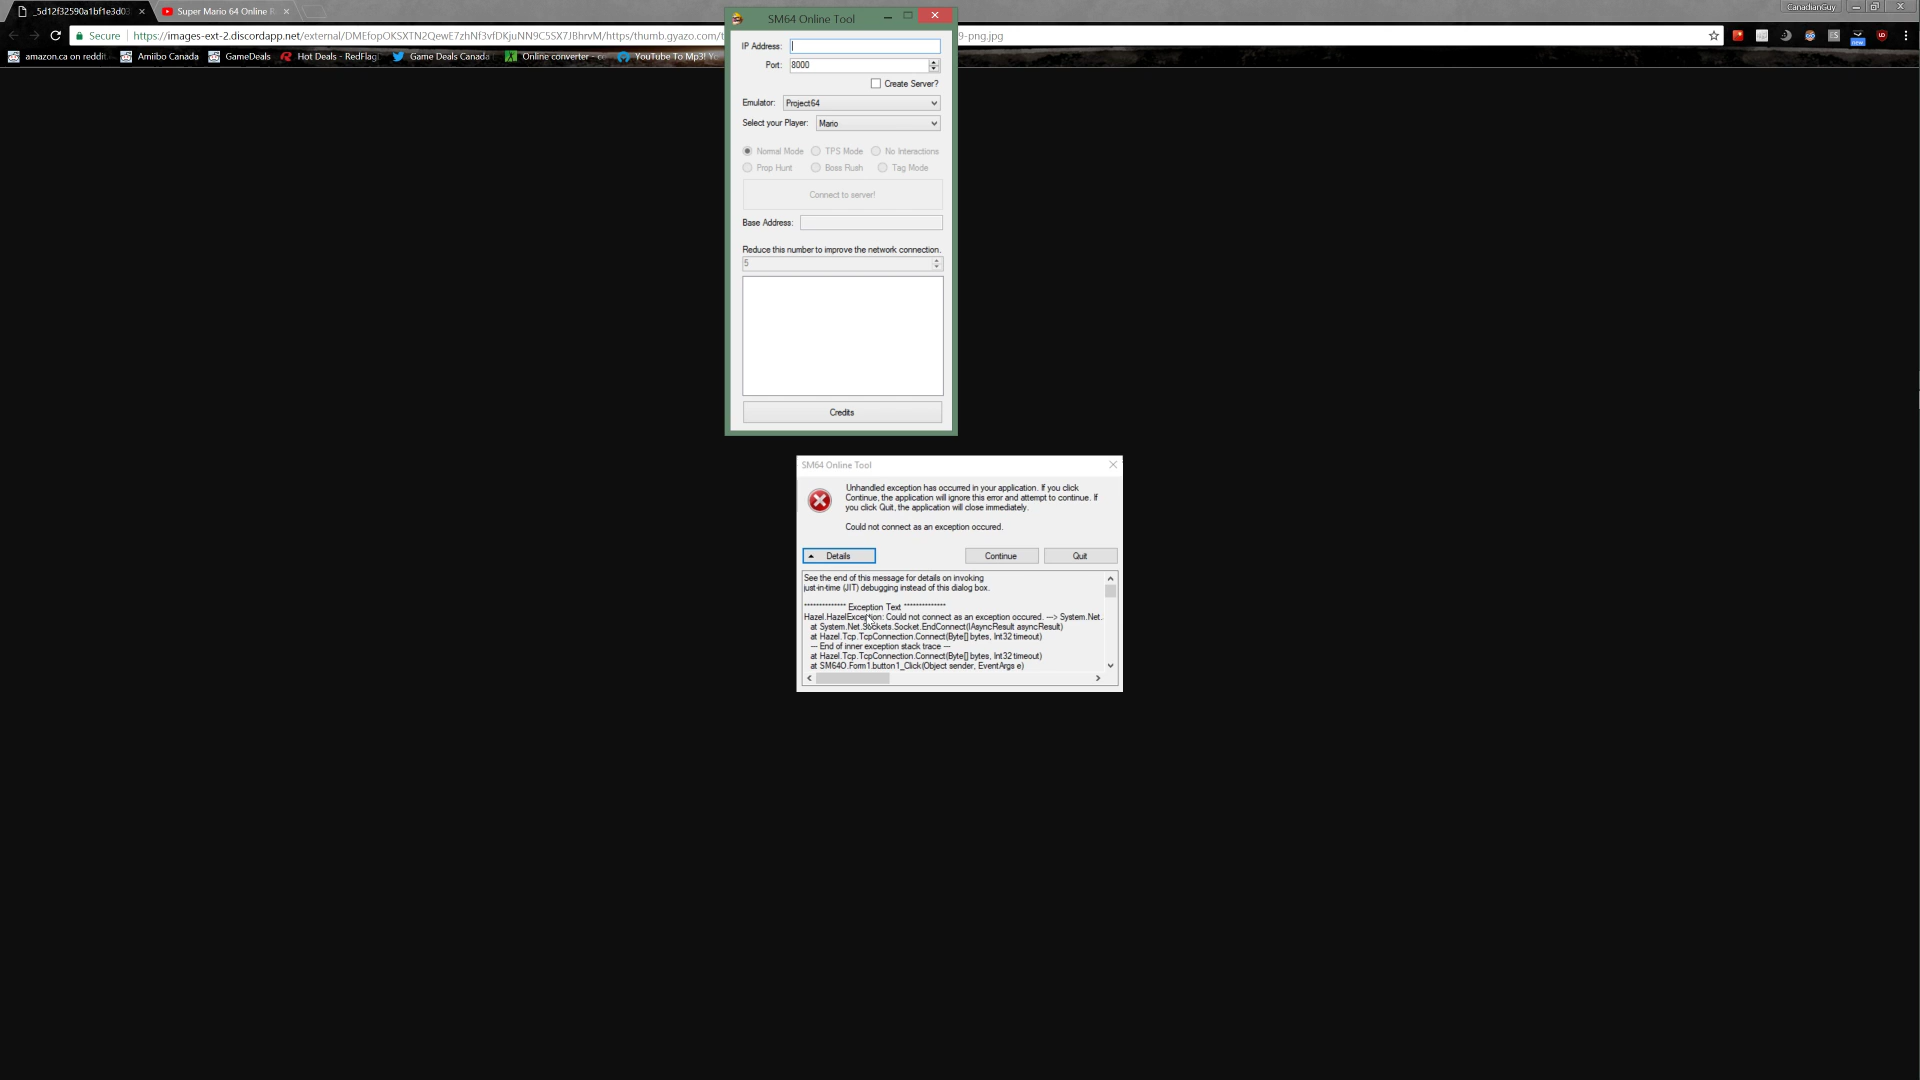 _5d12f32590a1bf1e3d03
Super Mario 64 Online R
CanadianGuy
Secure
https://images-ext-2.discordapp.net/external/DMEfopOKSXTN2QewE7zhNf3vfDKjuNN9C5SX7JBhrvM/https/thumb.gyazo.com/t
9-png.jpg
amazon.ca on reddit
Amiibo Canada
GameDeals
Hot Deals - RedFlag
Game Deals Canada
Online converter - co
YouTube To Mp3! Yo
SM64 Online Tool
IP Address:
Port: 8000
Create Server?
Emulator: Project64
Select your Player: Mario
Normal Mode TPS Mode No Interactions
Prop Hunt Boss Rush Tag Mode
Connect to server!
Base Address:
Reduce this number to improve the network connection.
5
Credits
SM64 Online Tool
Unhandled exception has occurred in your application. If you click
Continue, the application will ignore this error and attempt to continue. If
you click Quit, the application will close immediately.
Could not connect as an exception occured.
Details Continue Quit
See the end of this message for details on invoking
just-in-time (JIT) debugging instead of this dialog box.
************** Exception Text **************
Hazel.HazelException: Could not connect as an exception occured. ---> System.Net.
at System.Net.Sockets.Socket.EndConnect(IAsyncResult asyncResult)
at Hazel.Tcp.TcpConnection.Connect(Byte[] bytes, Int32 timeout)
--- End of inner exception stack trace ---
at Hazel.Tcp.TcpConnection.Connect(Byte[] bytes, Int32 timeout)
at SM64O.Form1.button1_Click(Object sender, EventArgs e)